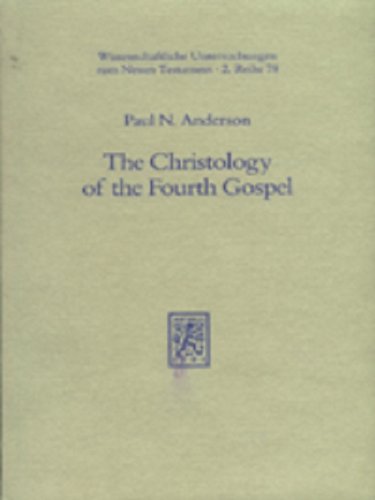 Wissenschaftliche Untersuchungen
zum Neuen Testament · 2. Reihe 78
Paul N. Anderson
The Christology
of the Fourth Gospel